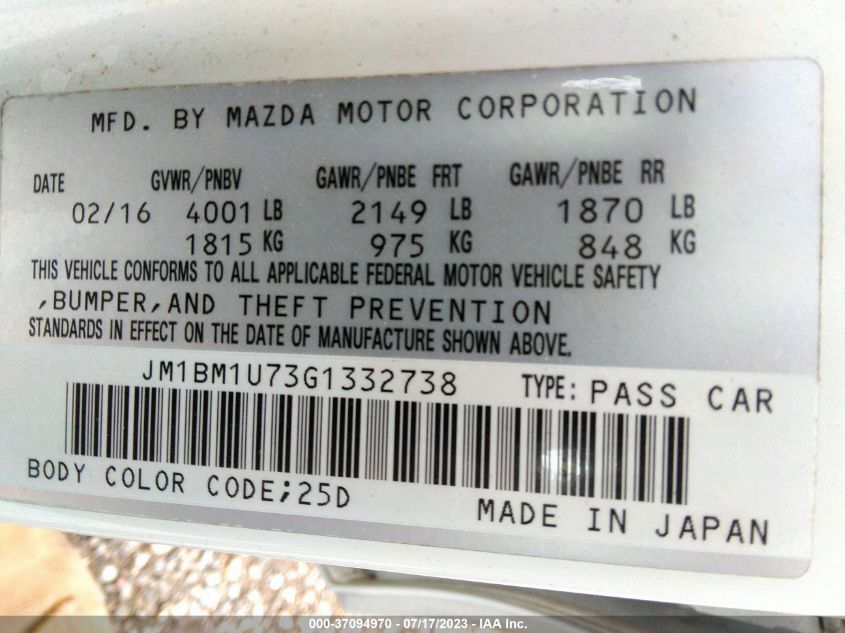 MFD. BY MAZDA MOTOR CORPORATION
DATE GVWR/PNBV GAWR/PNBE FRT GAWR/PNBE RR
02/16 4001 LB 2149 LB 1870 LB
1815 KG 975 KG 848 KG
THIS VEHICLE CONFORMS TO ALL APPLICABLE FEDERAL MOTOR VEHICLE SAFETY
,BUMPER,AND THEFT PREVENTION
STANDARDS IN EFFECT ON THE DATE OF MANUFACTURE SHOWN ABOVE.
JM1BM1U73G1332738 TYPE: PASS CAR
BODY COLOR CODE;25D
MADE IN JAPAN
000-37094970 - 07/17/2023 - IAA Inc.